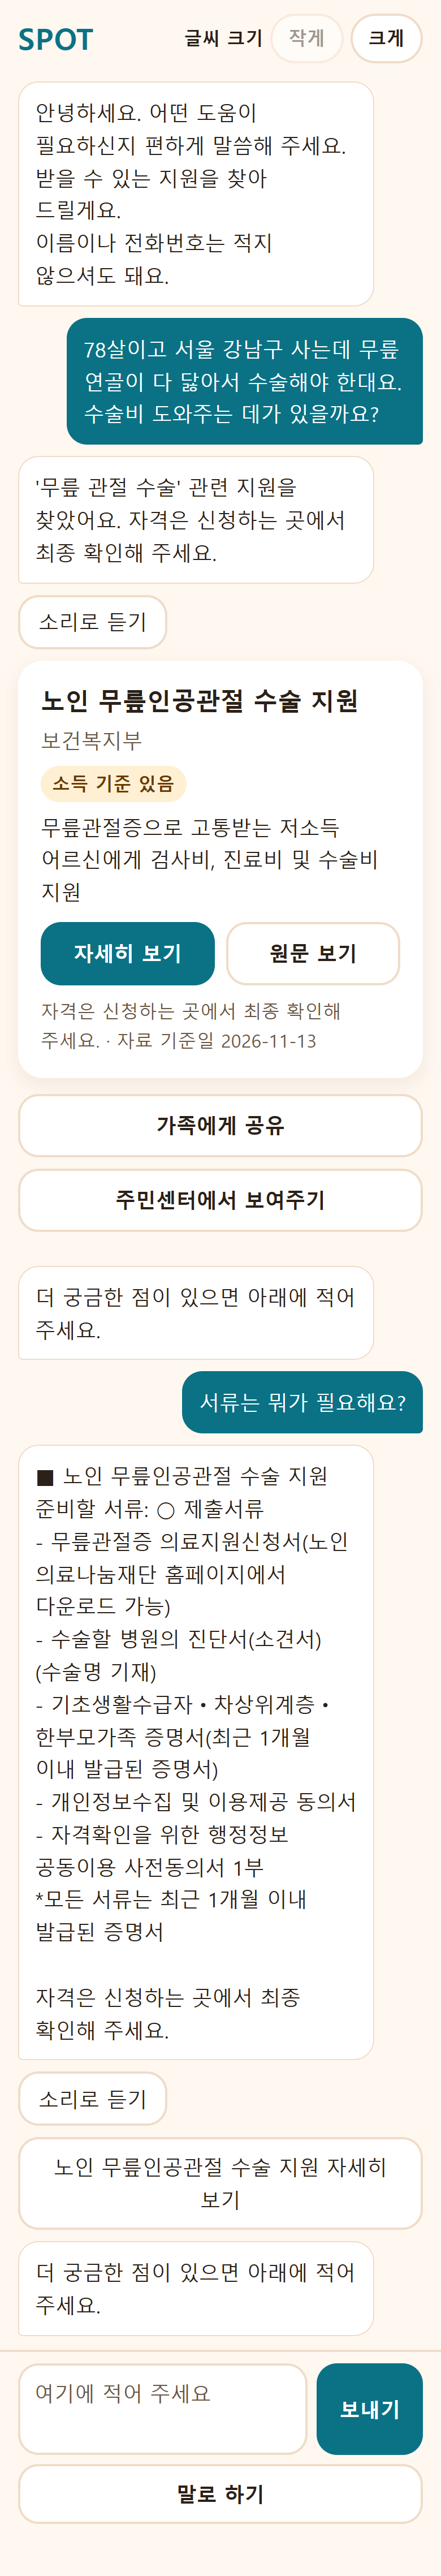 SPOT
글씨 크기
작게
크게
안녕하세요. 어떤 도움이
필요하신지 편하게 말씀해 주세요.
받을 수 있는 지원을 찾아
드릴게요.
이름이나 전화번호는 적지
않으셔도 돼요.
78살이고 서울 강남구 사는데 무릎
연골이 다 닳아서 수술해야 한대요.
수술비 도와주는 데가 있을까요?
'무릎 관절 수술' 관련 지원을
찾았어요. 자격은 신청하는 곳에서
최종 확인해 주세요.
소리로 듣기
노인 무릎인공관절 수술 지원
보건복지부
소득 기준 있음
무릎관절증으로 고통받는 저소득
어르신에게 검사비, 진료비 및 수술비
지원
자세히 보기
원문 보기
자격은 신청하는 곳에서 최종 확인해
주세요. · 자료 기준일 2026-11-13
가족에게 공유
주민센터에서 보여주기
더 궁금한 점이 있으면 아래에 적어
주세요.
서류는 뭐가 필요해요?
■ 노인 무릎인공관절 수술 지원
준비할 서류: ○ 제출서류
- 무릎관절증 의료지원신청서(노인
의료나눔재단 홈페이지에서
다운로드 가능)
- 수술할 병원의 진단서(소견서)
(수술명 기재)
- 기초생활수급자・차상위계층・
한부모가족 증명서(최근 1개월
이내 발급된 증명서)
- 개인정보수집 및 이용제공 동의서
- 자격확인을 위한 행정정보
공동이용 사전동의서 1부
*모든 서류는 최근 1개월 이내
발급된 증명서
자격은 신청하는 곳에서 최종
확인해 주세요.
소리로 듣기
노인 무릎인공관절 수술 지원 자세히
보기
더 궁금한 점이 있으면 아래에 적어
주세요.
여기에 적어 주세요
보내기
말로 하기